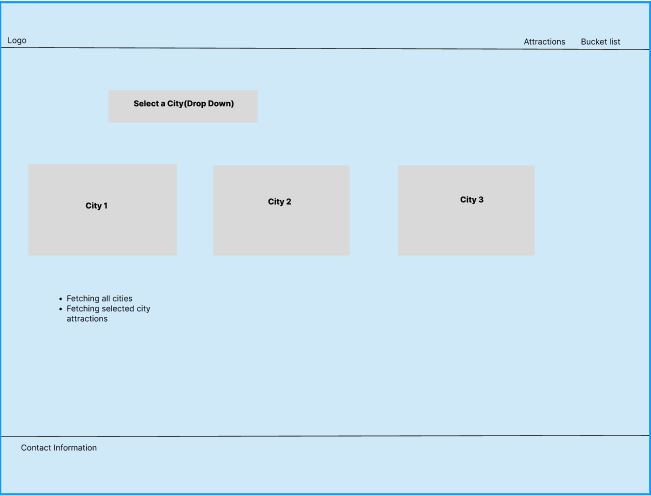 Logo
Attractions
Bucket list
Select a City(Drop Down)
City 1
City 2
City 3
• Fetching all cities
• Fetching selected city
attractions
Contact Information